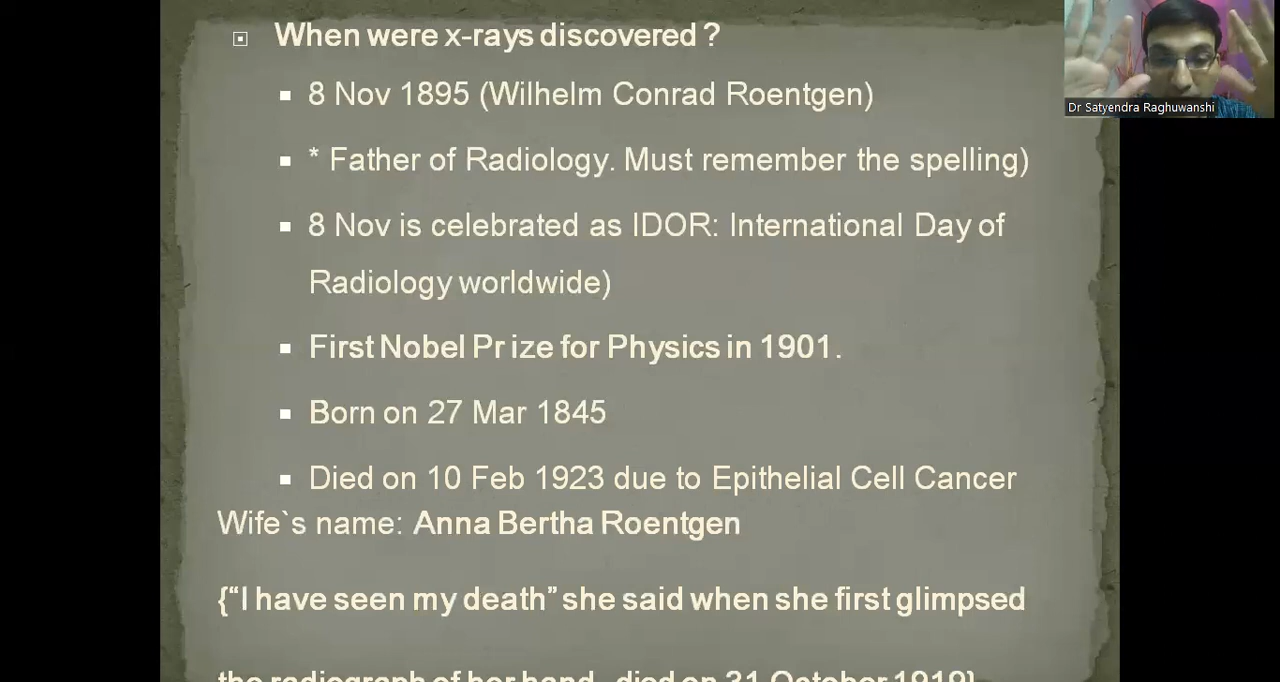 When were x-rays discovered ?
8 Nov 1895 (Wilhelm Conrad Roentgen)
* Father of Radiology. Must remember the spelling)
8 Nov is celebrated as IDOR: International Day of
Radiology worldwide)
First Nobel Pr ize for Physics in 1901.
Born on 27 Mar 1845
Died on 10 Feb 1923 due to Epithelial Cell Cancer
Wife`s name: Anna Bertha Roentgen
{“I have seen my death” she said when she first glimpsed
the radiograph of her hand, died on 31 October 1919}
Dr Satyendra Raghuwanshi